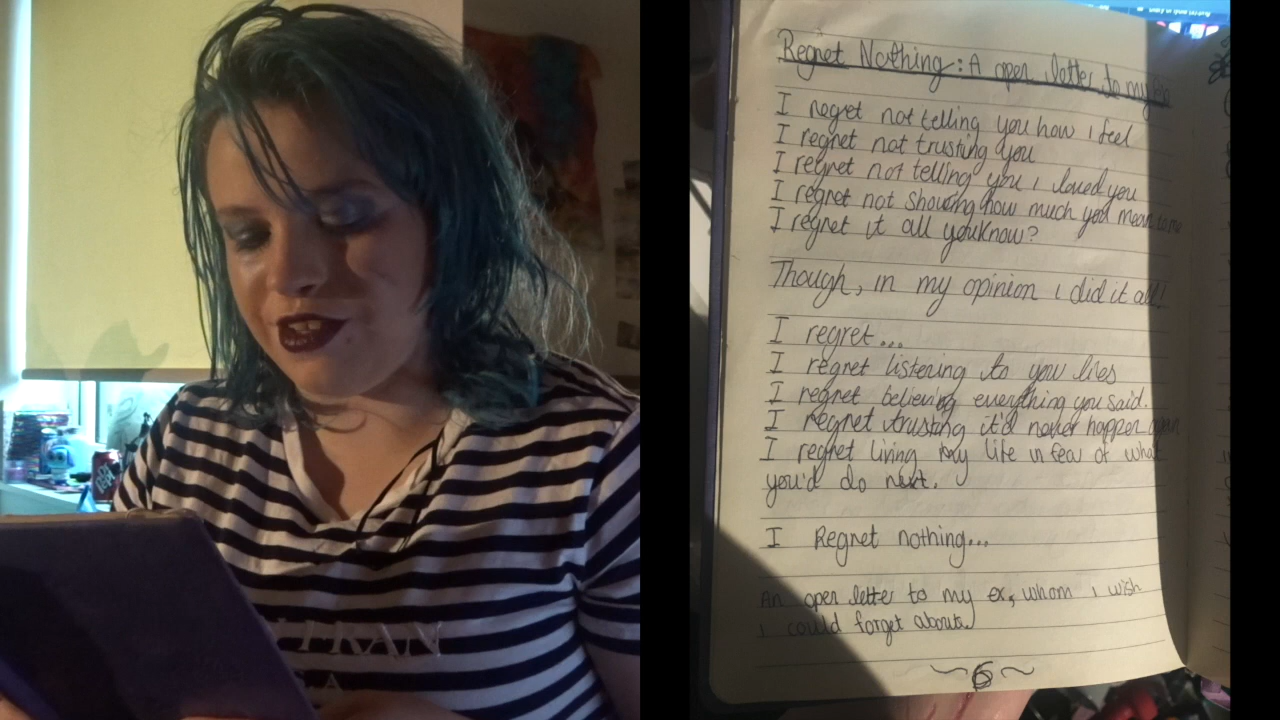 Regret Nothing: A open letter to my ex
I regret not telling you how i feel
I regret not trusting you
I regret not telling you i loved you
I regret not showing how much you mean to me
I regret it all you know?
Though, in my opinion i did it all!
I regret...
I regret listening to you lies
I regret believing everything you said.
I regret trusting it'd never happen again
I regret living my life in fear of what
you'd do next.
I Regret nothing...
An open letter to my ex, whom i wish
i could forget about.
6